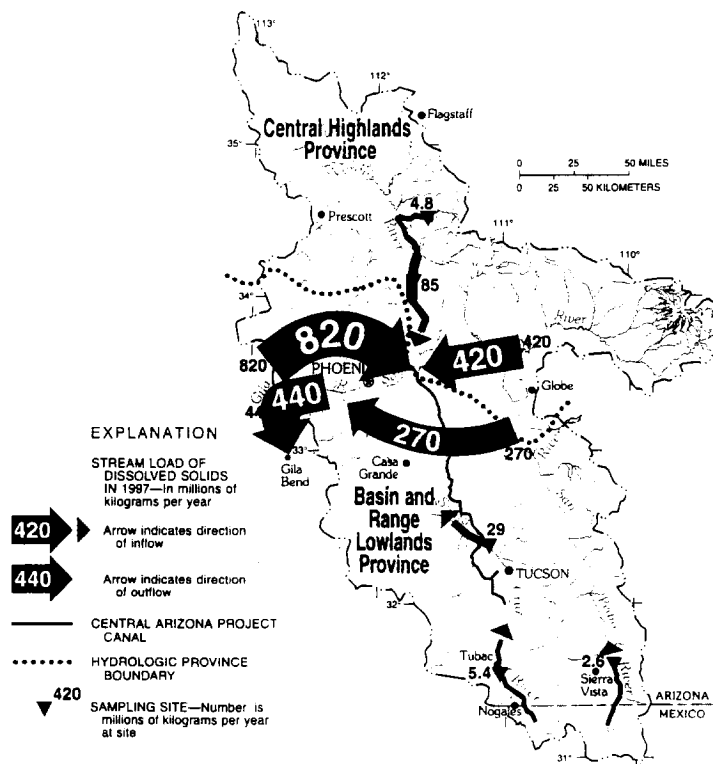 113°
112°
Flagstaff
Central Highlands
Province
35°
0 25 50 MILES
0 25 50 KILOMETERS
4.8
Prescott
111°
110°
85
34°
River
820
420
420
820
PHOENI
440
Globe
270
270
River
33°
Gila
Bend
Casa
Grande
San
Basin and
Range
Lowlands
Province
29
TUCSON
32°
Tubac
5.4
2.6
Sierra
Vista
River
Nogales
ARIZONA
MEXICO
31°
EXPLANATION
STREAM LOAD OF
DISSOLVED SOLIDS
IN 1997—In millions of
kilograms per year
420 Arrow indicates direction
of inflow
440 Arrow indicates direction
of outflow
CENTRAL ARIZONA PROJECT
CANAL
HYDROLOGIC PROVINCE
BOUNDARY
420
SAMPLING SITE—Number is
millions of kilograms per year
at site